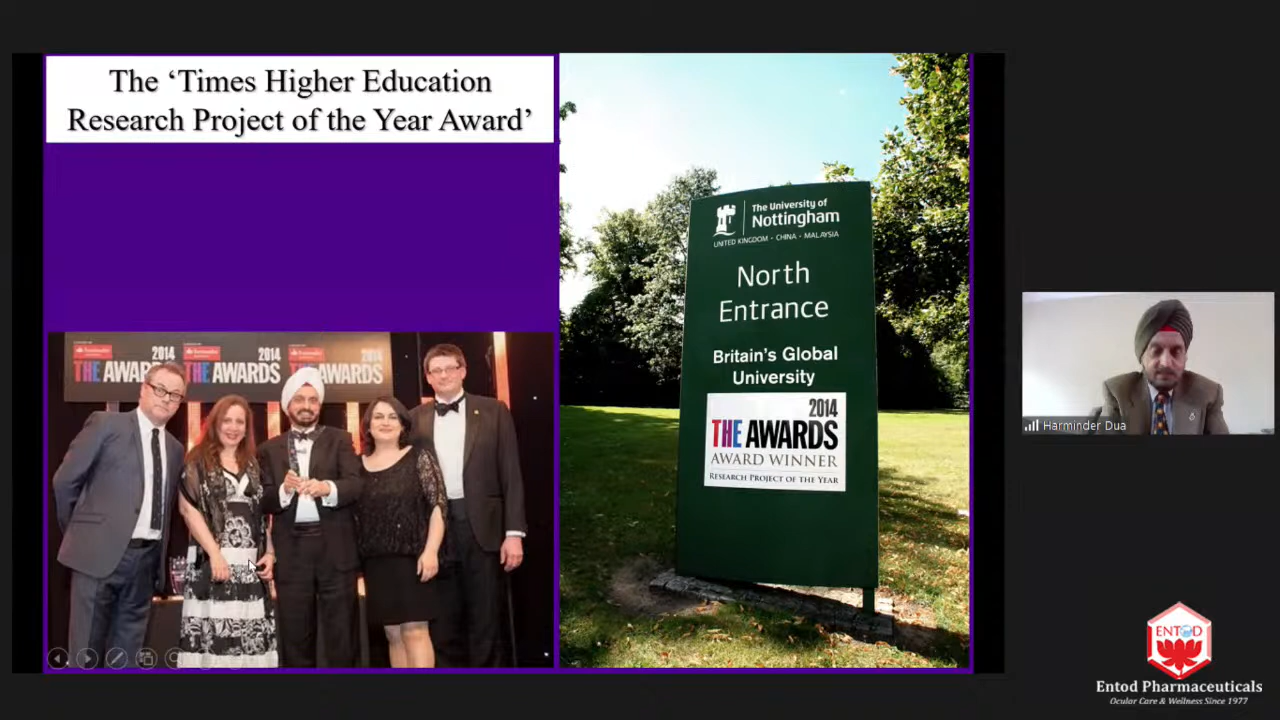 The ‘Times Higher Education
Research Project of the Year Award’
2014
THE AWARDS
2014
THE AWARDS
2014
THE AWARDS
The University of
Nottingham
UNITED KINGDOM · CHINA · MALAYSIA
North
Entrance
Britain's Global
University
2014
THE AWARDS
AWARD WINNER
RESEARCH PROJECT OF THE YEAR
Harminder Dua
ENTOD
Entod Pharmaceuticals
Ocular Care & Wellness Since 1977